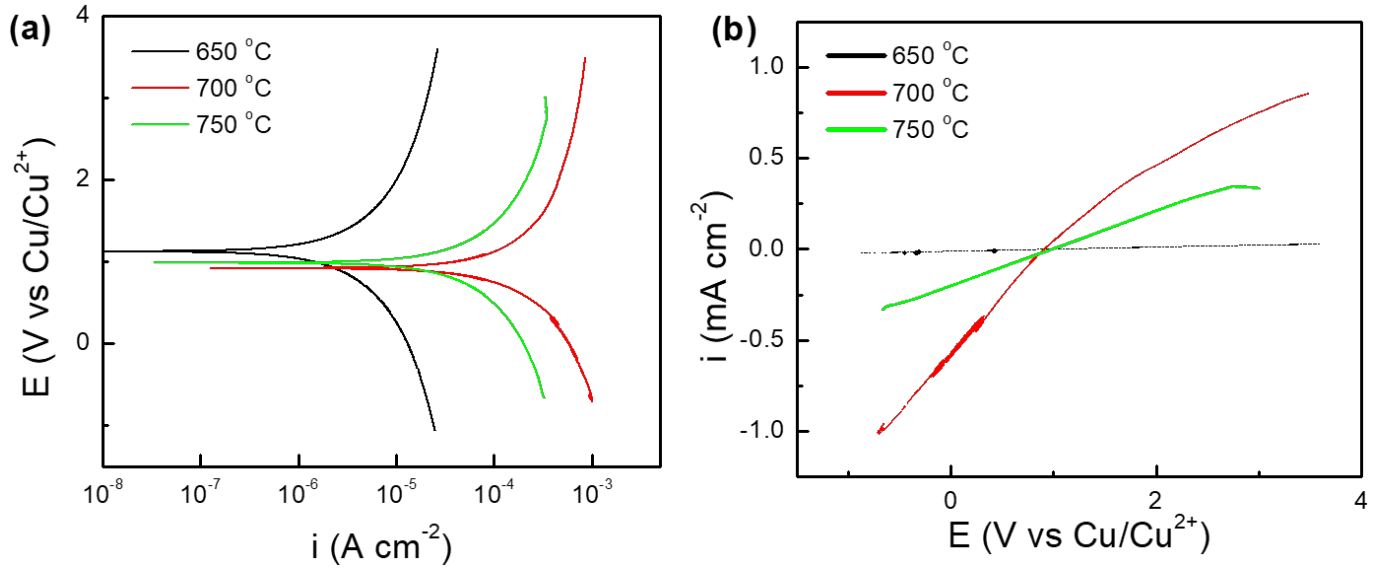 (a)
650 °C
700 °C
750 °C
E (V vs Cu/Cu²⁺)
4
2
0
10⁻⁸ 10⁻⁷ 10⁻⁶ 10⁻⁵ 10⁻⁴ 10⁻³
i (A cm⁻²)
(b)
650 °C
700 °C
750 °C
i (mA cm⁻²)
1.0
0.5
0.0
-0.5
-1.0
0 2 4
E (V vs Cu/Cu²⁺)